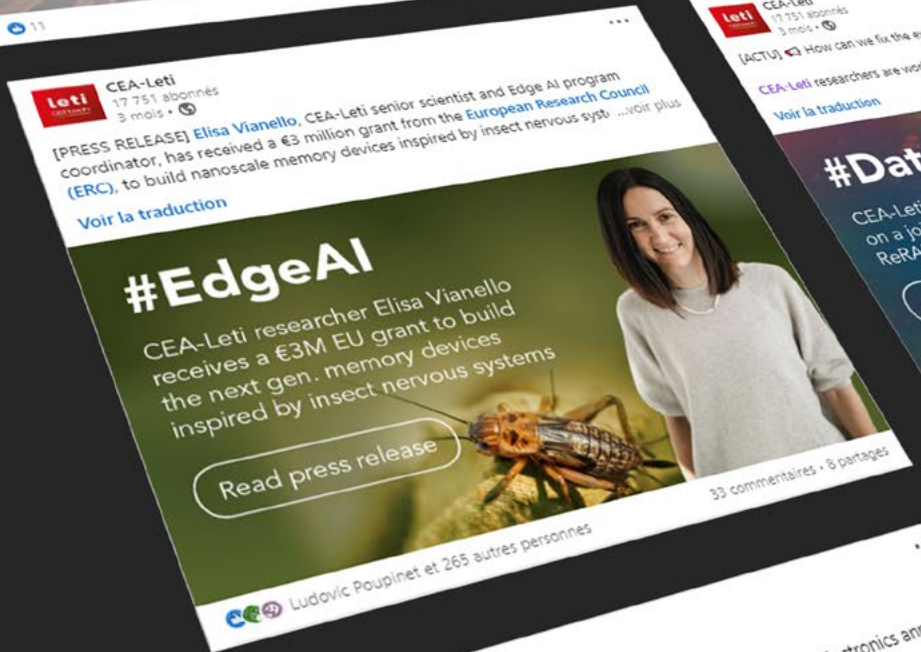 11
leti
CEA-Leti
17 751 abonnés
3 mois •
[PRESS RELEASE] Elisa Vianello, CEA-Leti senior scientist and Edge AI program
coordinator, has received a €3 million grant from the European Research Council
(ERC), to build nanoscale memory devices inspired by insect nervous syst ...voir plus
Voir la traduction
#EdgeAI
CEA-Leti researcher Elisa Vianello
receives a €3M EU grant to build
the next gen. memory devices
inspired by insect nervous systems
Read press release
Ludovic Poupinet et 265 autres personnes
33 commentaires • 8 partages
leti
CEA-Leti
17 751 abonnés
3 mois •
[ACTU] How can we fix the
CEA-Leti researchers are
Voir la traduction
#Dat
CEA-Leti
on a
ReRA